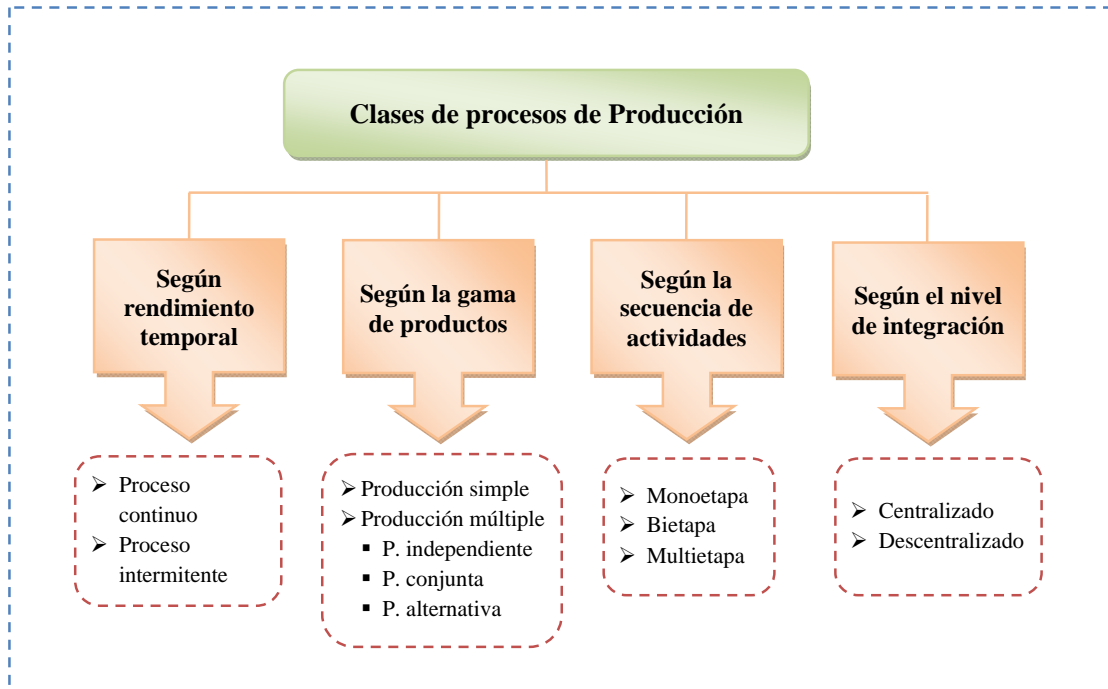 Clases de procesos de Producción
Según
rendimiento
temporal
Según la gama
de productos
Según la
secuencia de
actividades
Según el nivel
de integración
➢ Proceso
continuo
➢ Proceso
intermitente
➢ Producción simple
➢ Producción múltiple
▪ P. independiente
▪ P. conjunta
▪ P. alternativa
➢ Monoetapa
➢ Bietapa
➢ Multietapa
➢ Centralizado
➢ Descentralizado